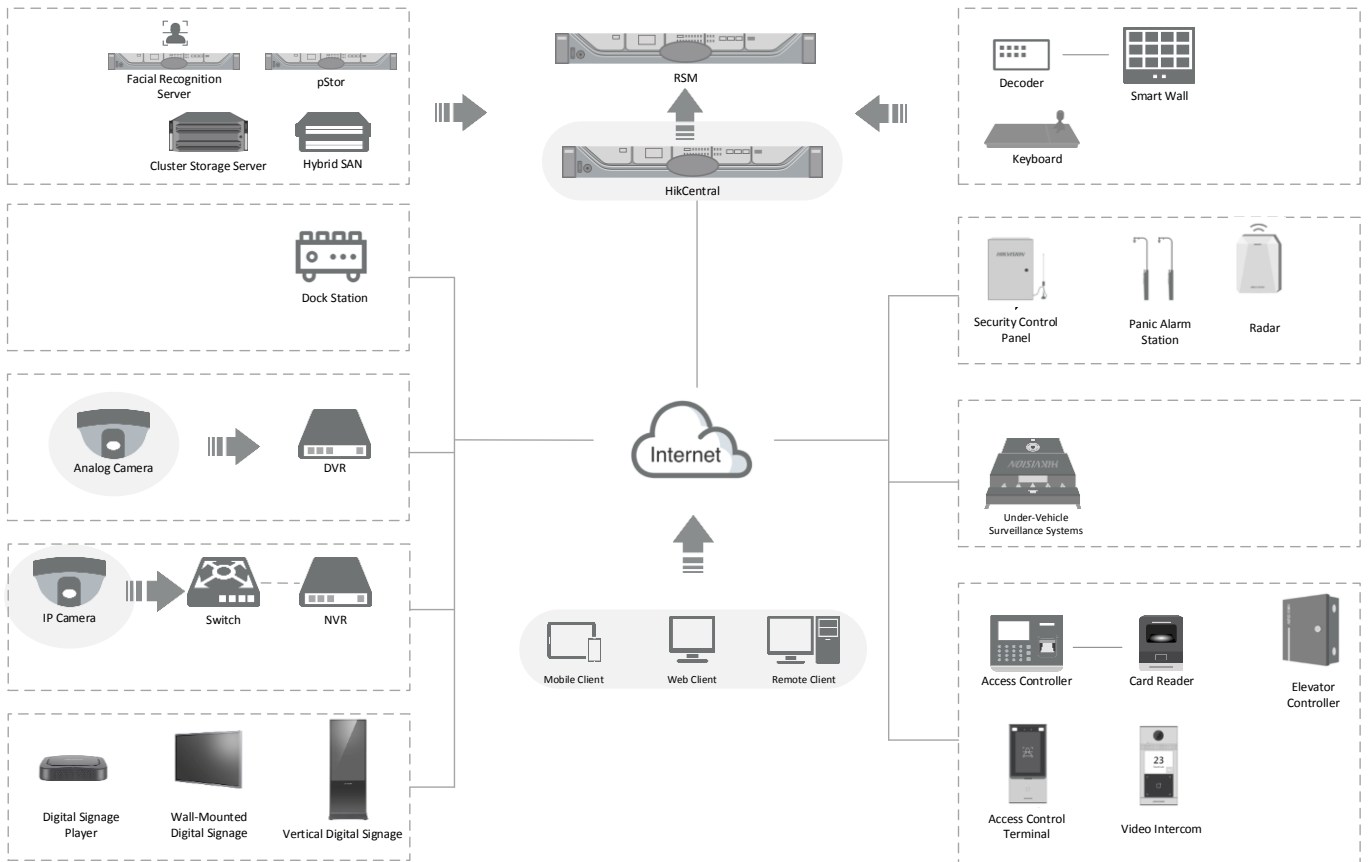 Facial Recognition
Server
pStor
Cluster Storage Server
Hybrid SAN
RSM
HikCentral
Decoder
Smart Wall
Keyboard
Dock Station
HIKVISION
Security Control
Panel
Panic Alarm
Station
Radar
Analog Camera
DVR
Internet
HIKVISION
Under-Vehicle
Surveillance Systems
IP Camera
Switch
NVR
Mobile Client
Web Client
Remote Client
Access Controller
Card Reader
Elevator
Controller
Digital Signage
Player
Wall-Mounted
Digital Signage
Vertical Digital Signage
Access Control
Terminal
23
Video Intercom